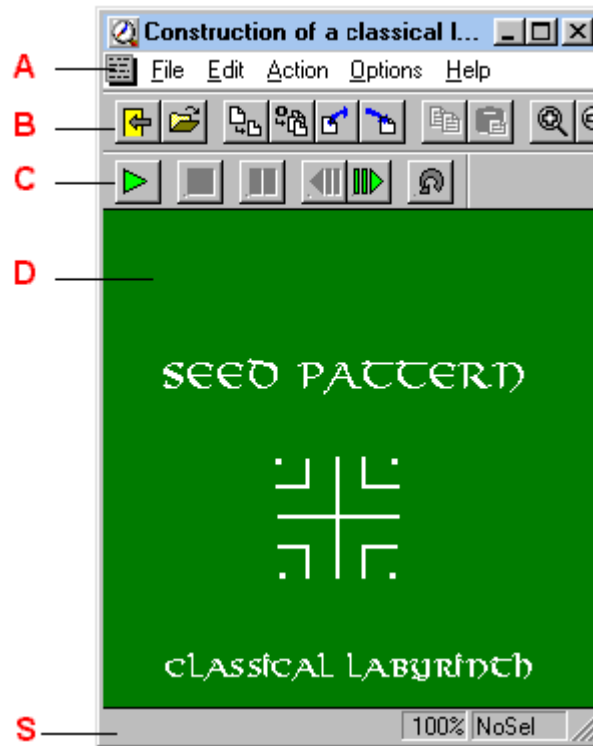 Construction of a classical l...
A File Edit Action Options Help
B
C
D
SEED PATTERN
CLASSICAL LABYRINTH
S 100% NoSel